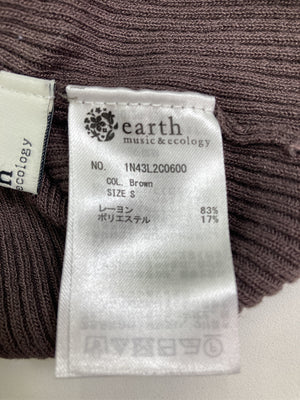 earth
music&ecology
NO. 1N43L2C0600
COL. Brown
SIZE S
レーヨン 83%
ポリエステル 17%
n
ecology